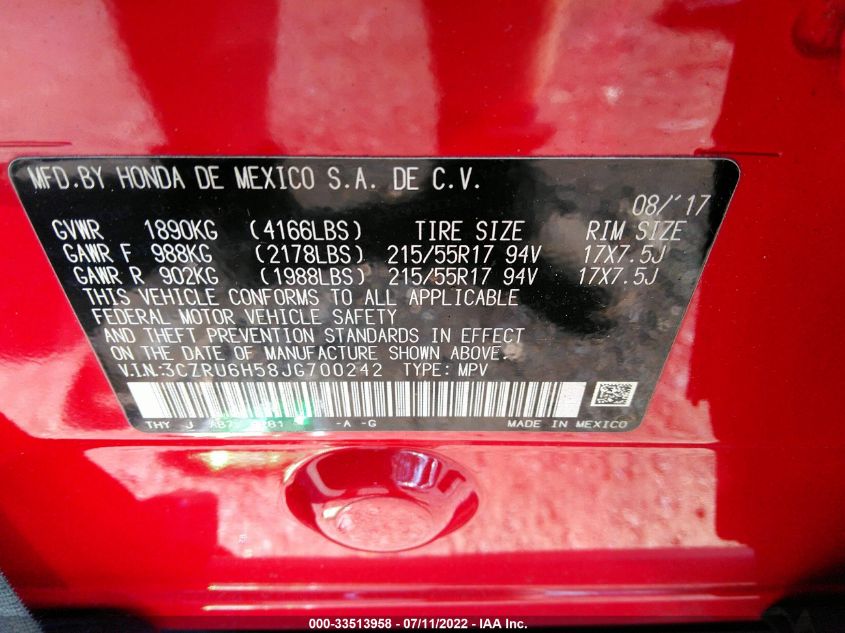 MFD.BY HONDA DE MEXICO S.A. DE C.V.
08/'17
GVWR 1890KG (4166LBS) TIRE SIZE RIM SIZE
GAWR F 988KG (2178LBS) 215/55R17 94V 17X7.5J
GAWR R 902KG (1988LBS) 215/55R17 94V 17X7.5J
THIS VEHICLE CONFORMS TO ALL APPLICABLE
FEDERAL MOTOR VEHICLE SAFETY
AND THEFT PREVENTION STANDARDS IN EFFECT
ON THE DATE OF MANUFACTURE SHOWN ABOVE.
V.I.N:3CZRU6H58JG700242 TYPE: MPV
THY J -A -G MADE IN MEXICO
000-33513958 - 07/11/2022 - IAA Inc.